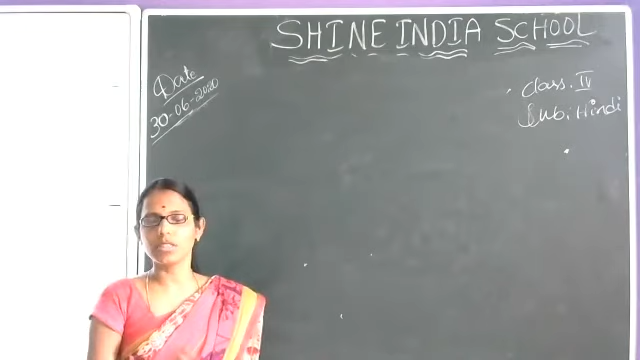 SHINE INDIA SCHOOL
Date
30-06-2020
class. IV
Sub: Hindi